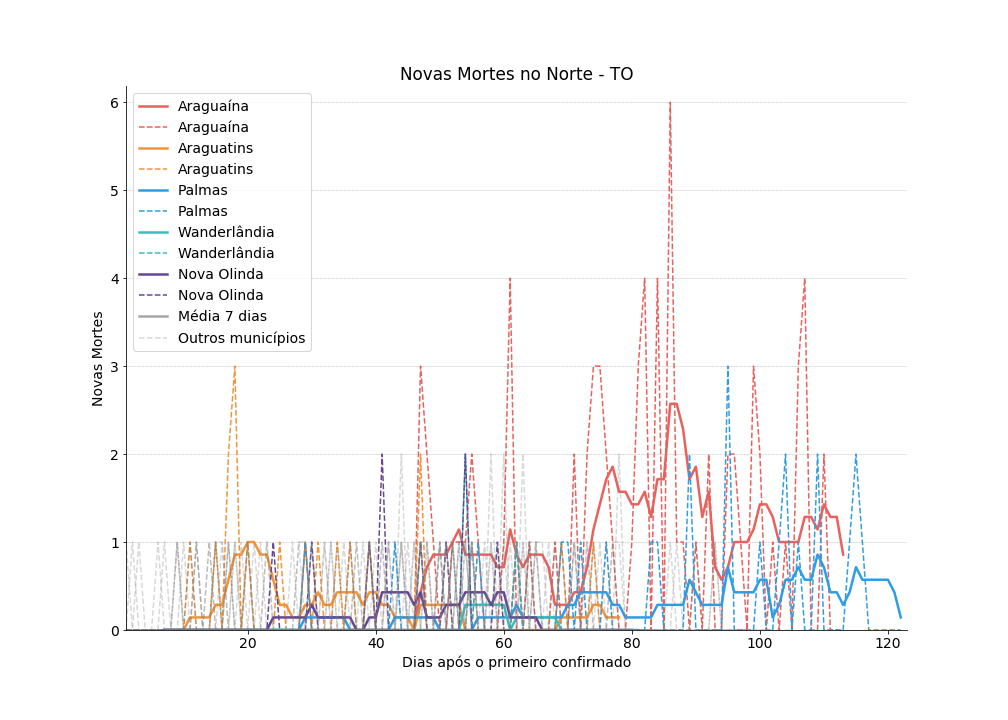 Novas Mortes no Norte - TO
Araguaína
Araguaína
Araguatins
Araguatins
Palmas
Palmas
Wanderlândia
Wanderlândia
Nova Olinda
Nova Olinda
Média 7 dias
Outros municípios
Novas Mortes
6
5
4
3
2
1
0
20 40 60 80 100 120
Dias após o primeiro confirmado